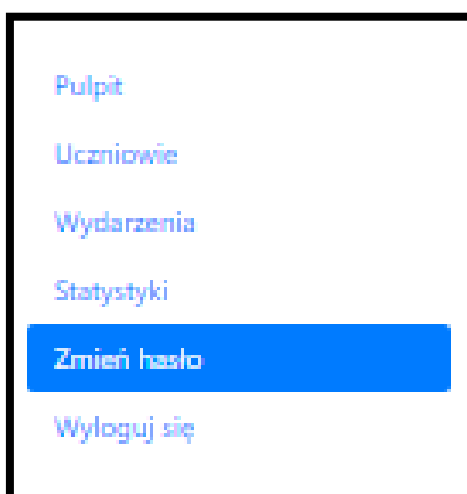 Pulpit
Uczniowie
Wydarzenia
Statystyki
Zmień hasło
Wyloguj się